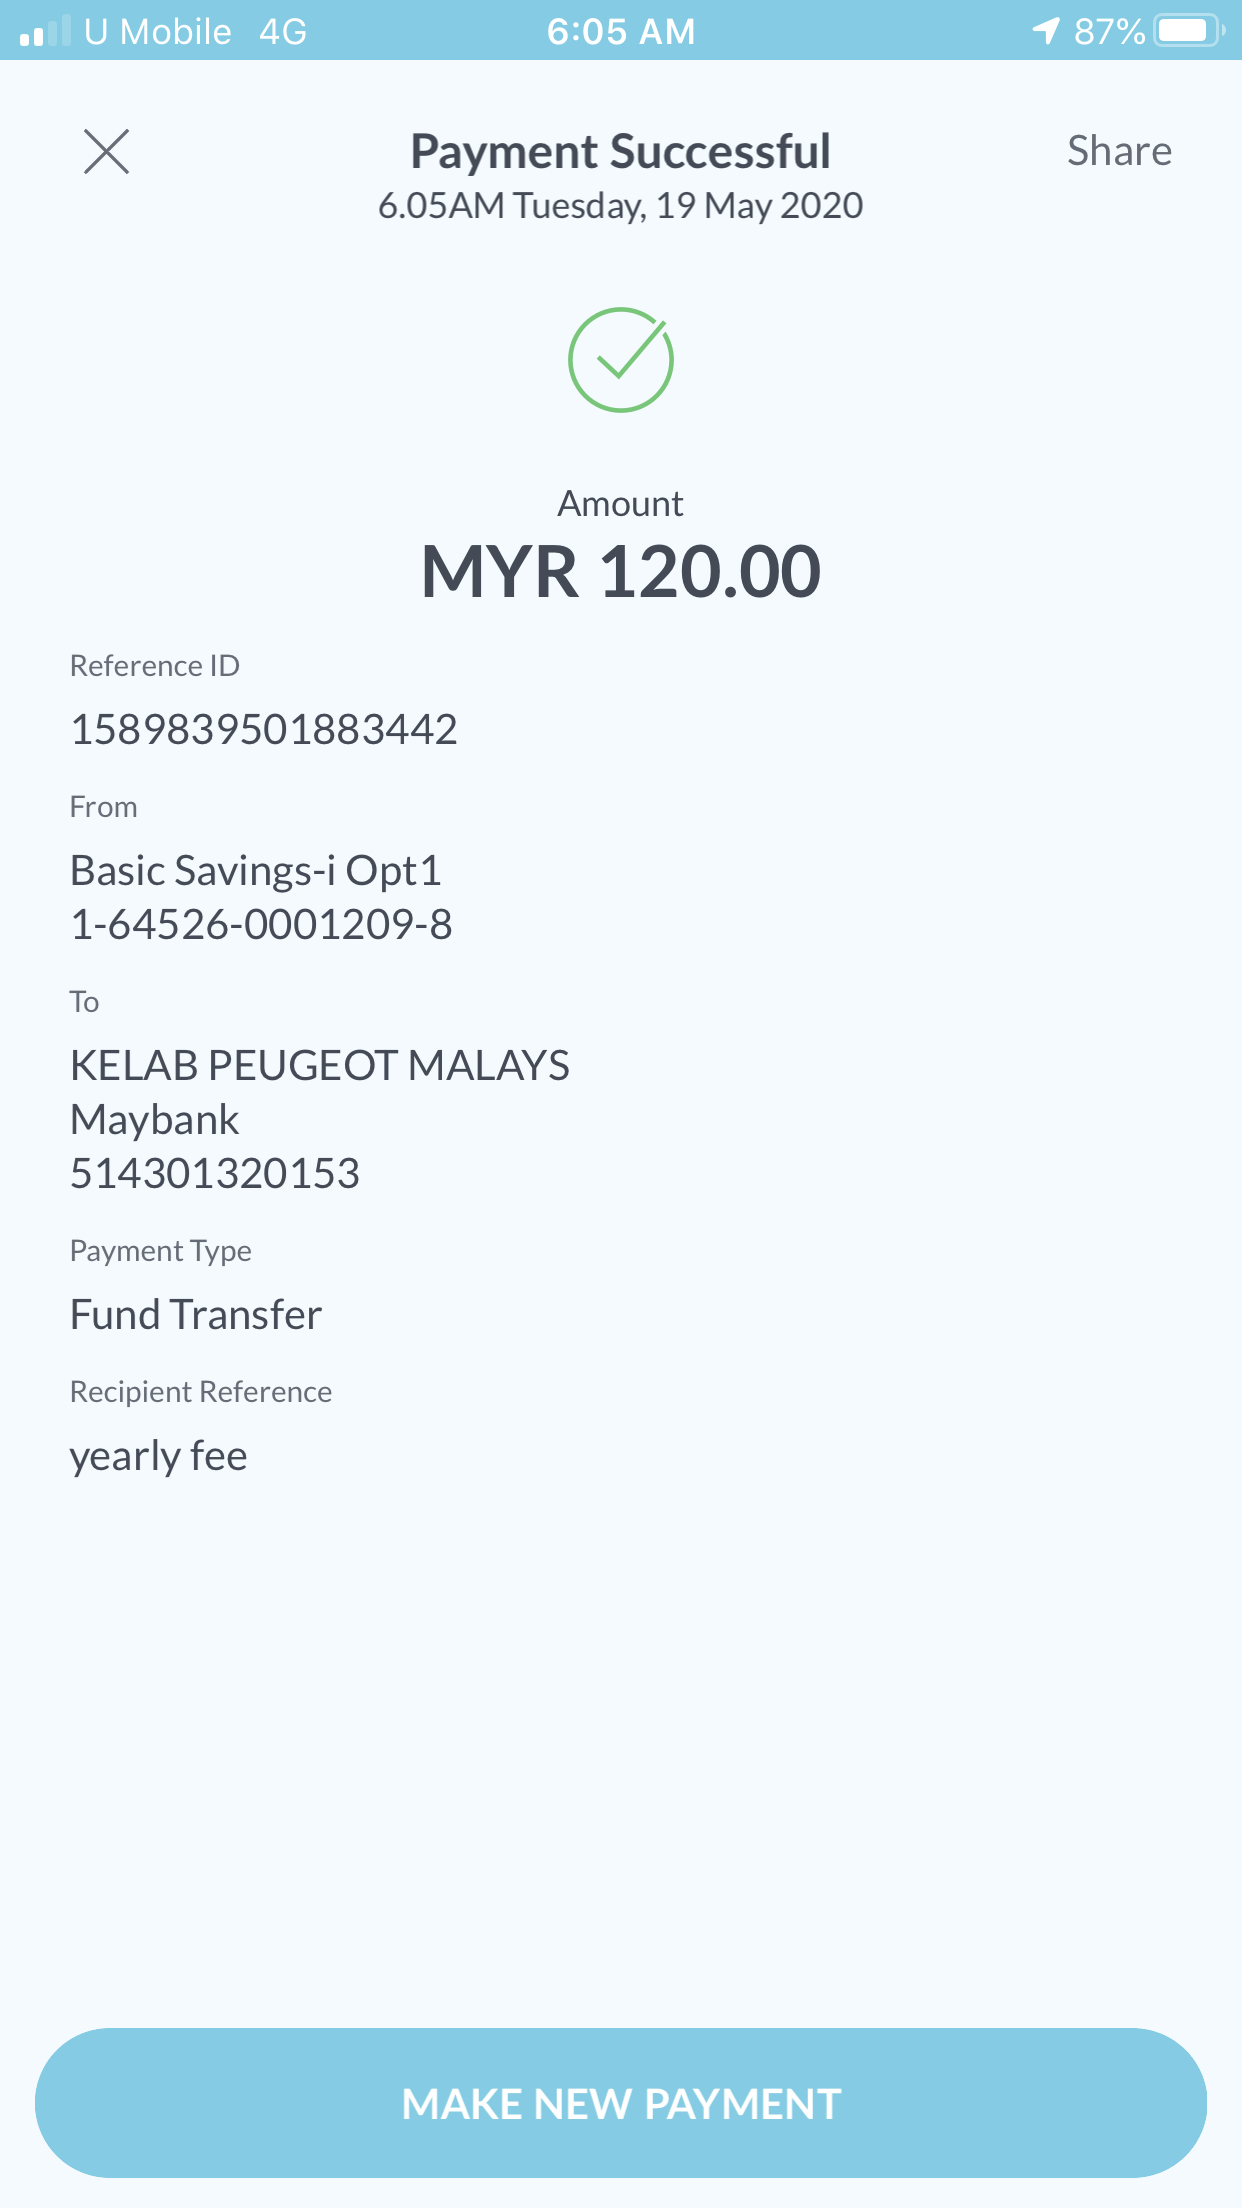 U Mobile 4G 6:05 AM 87%
Payment Successful
Share
6.05AM Tuesday, 19 May 2020
Amount
MYR 120.00
Reference ID
1589839501883442
From
Basic Savings-i Opt1
1-64526-0001209-8
To
KELAB PEUGEOT MALAYS
Maybank
514301320153
Payment Type
Fund Transfer
Recipient Reference
yearly fee
MAKE NEW PAYMENT